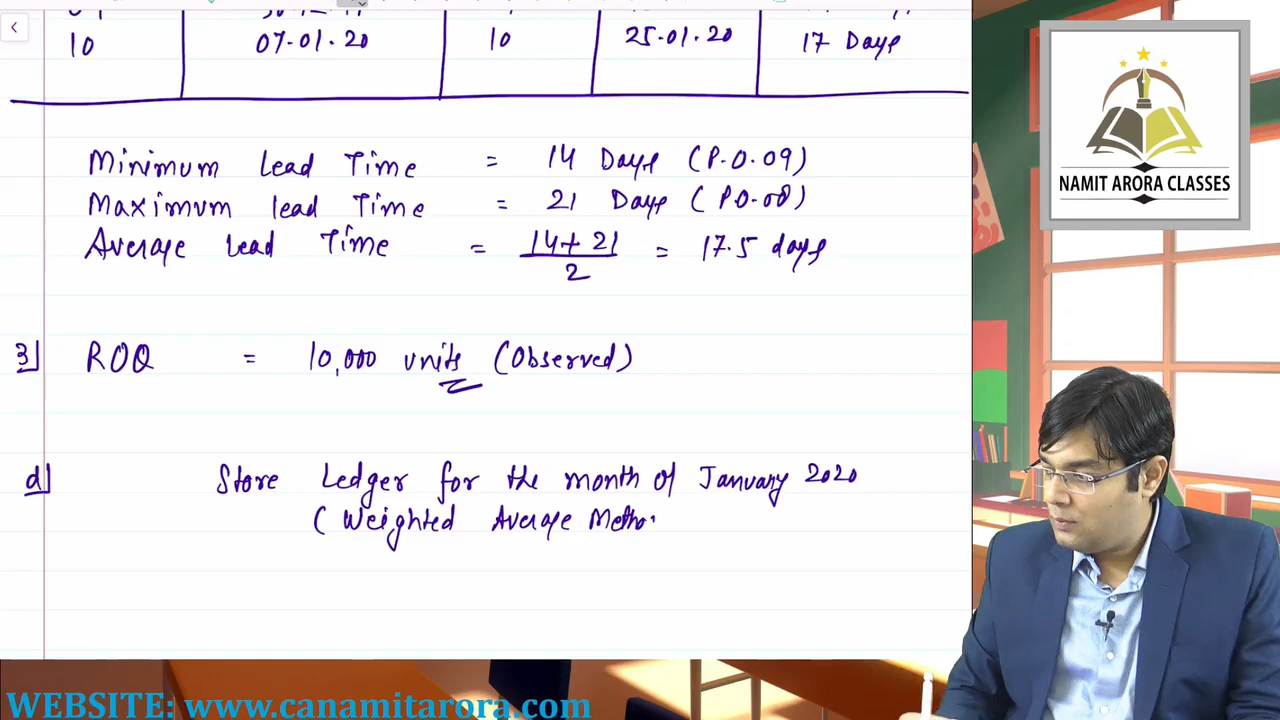 10 07.01.20 10 25.01.20 17 Days
Minimum Lead Time = 14 Days (P.O.09)
Maximum lead Time = 21 Days (PO.08)
Average Lead Time = 14+21 / 2 = 17.5 days
3] ROQ = 10,000 units (Observed)
d] Store Ledger for the month of January 2020
( Weighted Average Metho
NAMIT ARORA CLASSES
WEBSITE: www.canamitarora.com